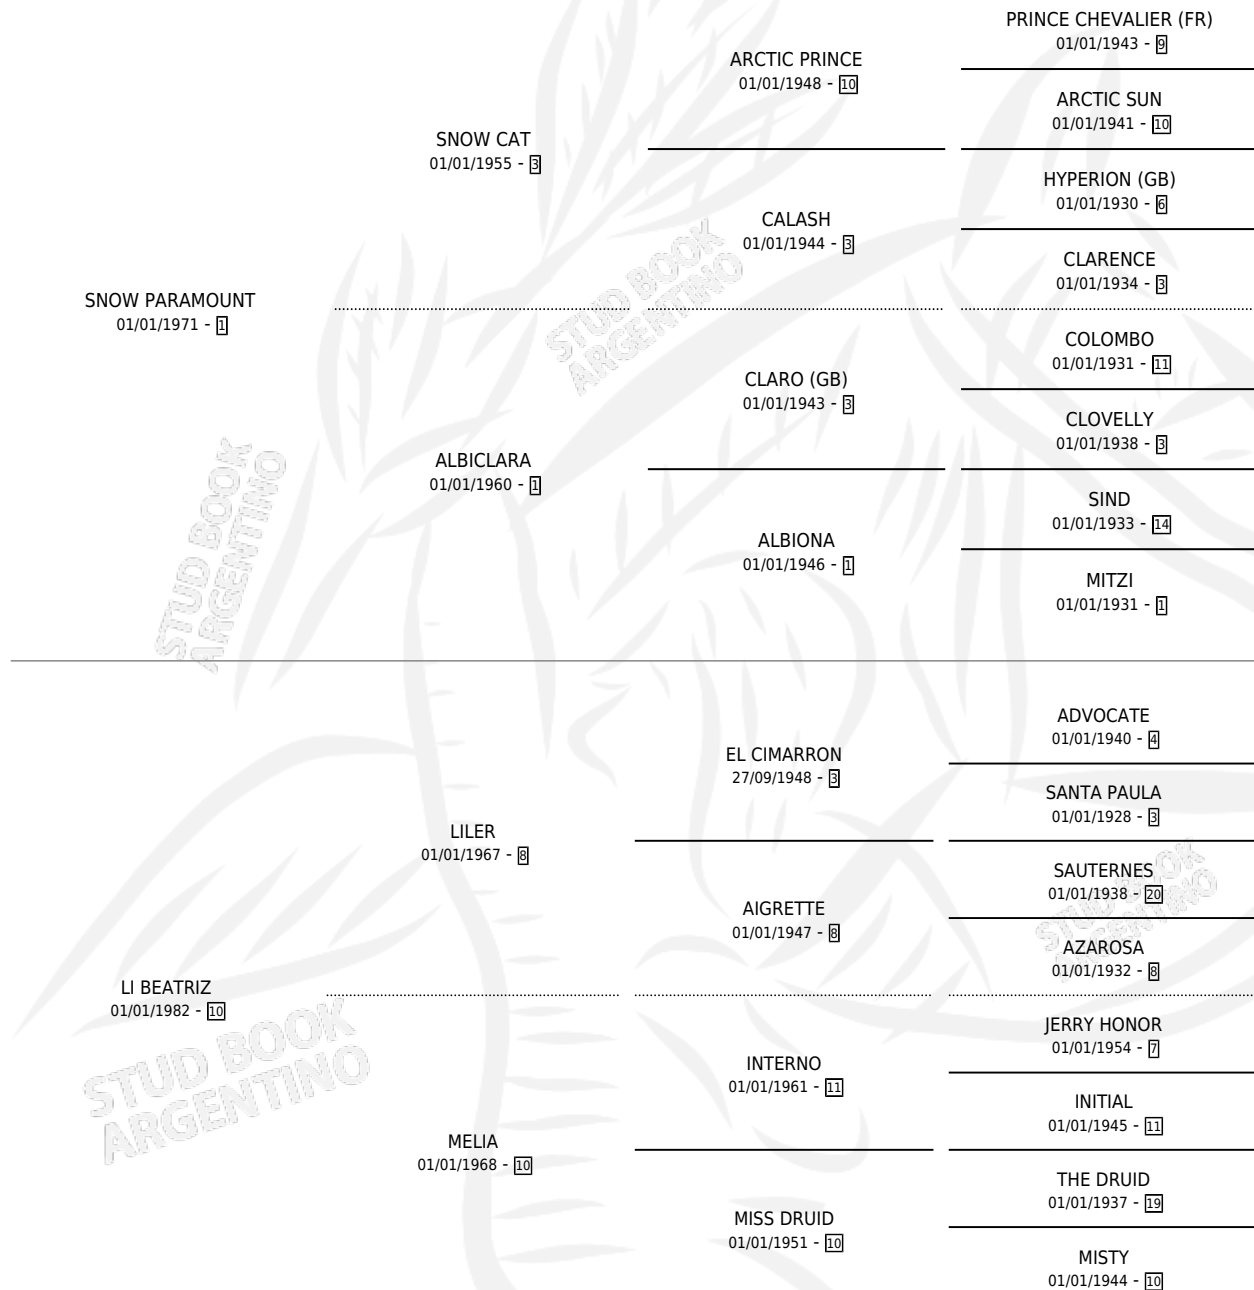 PRINCE CHEVALIER (FR)
01/01/1943 - 9
ARCTIC PRINCE
01/01/1948 - 10
ARCTIC SUN
01/01/1941 - 10
SNOW CAT
01/01/1955 - 3
HYPERION (GB)
01/01/1930 - 6
CALASH
01/01/1944 - 3
CLARENCE
01/01/1934 - 3
SNOW PARAMOUNT
01/01/1971 - 1
STUD BOOK
ARGENTINO
COLOMBO
01/01/1931 - 11
CLARO (GB)
01/01/1943 - 3
CLOVELLY
01/01/1938 - 3
ALBICLARA
01/01/1960 - 1
SIND
01/01/1933 - 14
ALBIONA
01/01/1946 - 1
MITZI
01/01/1931 - 1
STUD BOOK
ARGENTINO
ADVOCATE
01/01/1940 - 4
EL CIMARRON
27/09/1948 - 3
SANTA PAULA
01/01/1928 - 3
LILER
01/01/1967 - 8
SAUTERNES
01/01/1938 - 20
AIGRETTE
01/01/1947 - 8
AZAROSA
01/01/1932 - 8
STUD BOOK
ARGENTINO
LI BEATRIZ
01/01/1982 - 10
JERRY HONOR
01/01/1954 - 7
INTERNO
01/01/1961 - 11
INITIAL
01/01/1945 - 11
STUD BOOK
ARGENTINO
MELIA
01/01/1968 - 10
THE DRUID
01/01/1937 - 19
MISS DRUID
01/01/1951 - 10
MISTY
01/01/1944 - 10